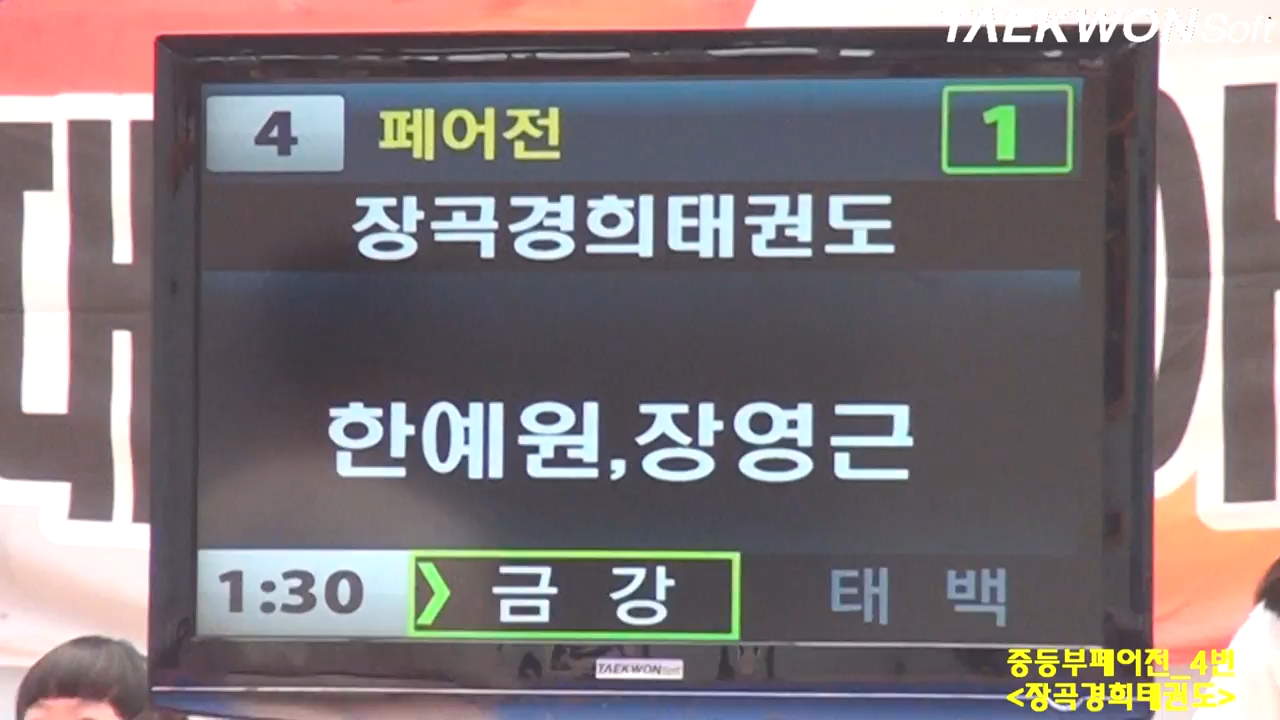 TAEKWONSoft
4 페어전 1
장곡경희태권도
한예원,장영근
1:30 금 강 태 백
TAEKWONSoft
중등부페어전_4번
<장곡경희태권도>